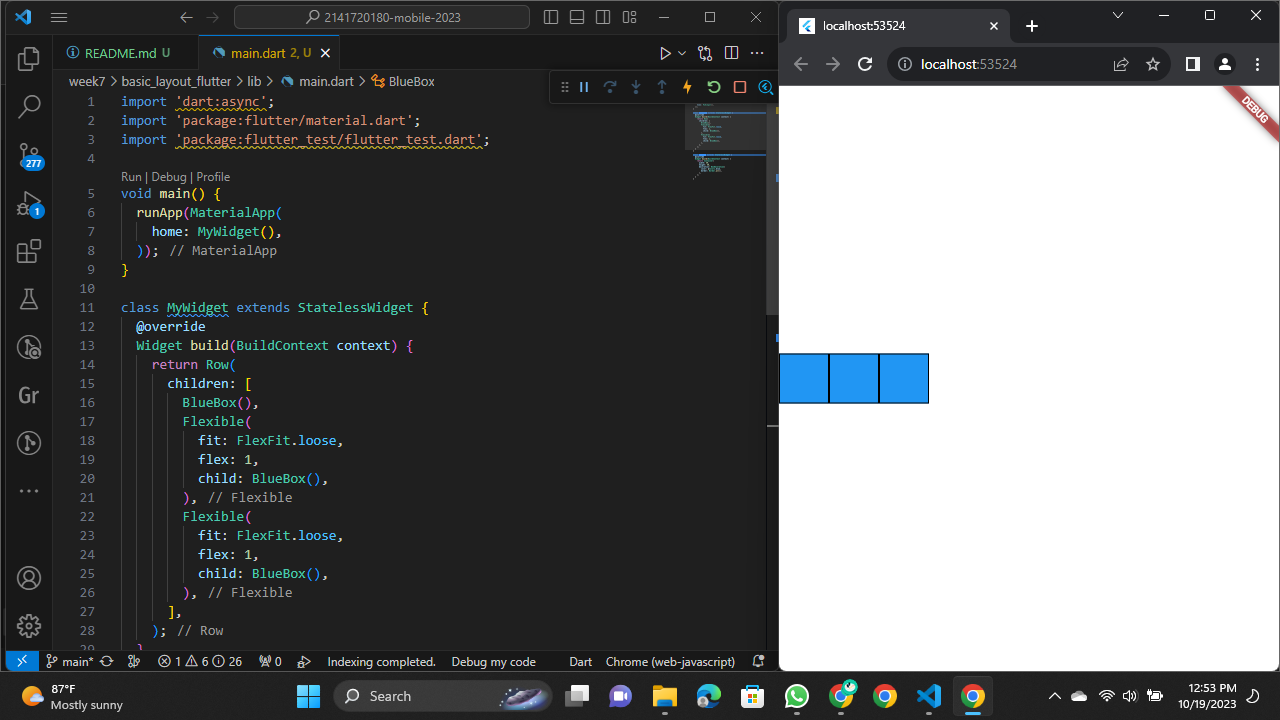 2141720180-mobile-2023
README.md U
main.dart 2, U
week7 > basic_layout_flutter > lib > main.dart > BlueBox
1 import 'dart:async';
2 import 'package:flutter/material.dart';
3 import 'package:flutter_test/flutter_test.dart';
4
Run | Debug | Profile
5 void main() {
6 runApp(MaterialApp(
7 home: MyWidget(),
8 )); // MaterialApp
9 }
10
11 class MyWidget extends StatelessWidget {
12 @override
13 Widget build(BuildContext context) {
14 return Row(
15 children: [
16 BlueBox(),
17 Flexible(
18 fit: FlexFit.loose,
19 flex: 1,
20 child: BlueBox(),
21 ), // Flexible
22 Flexible(
23 fit: FlexFit.loose,
24 flex: 1,
25 child: BlueBox(),
26 ), // Flexible
27 ],
28 ); // Row
29 }
277
1
Gr
main* 1 6 26 0 Indexing completed. Debug my code Dart Chrome (web-javascript)
localhost:53524
localhost:53524
DEBUG
87°F
Mostly sunny
Search
12:53 PM
10/19/2023